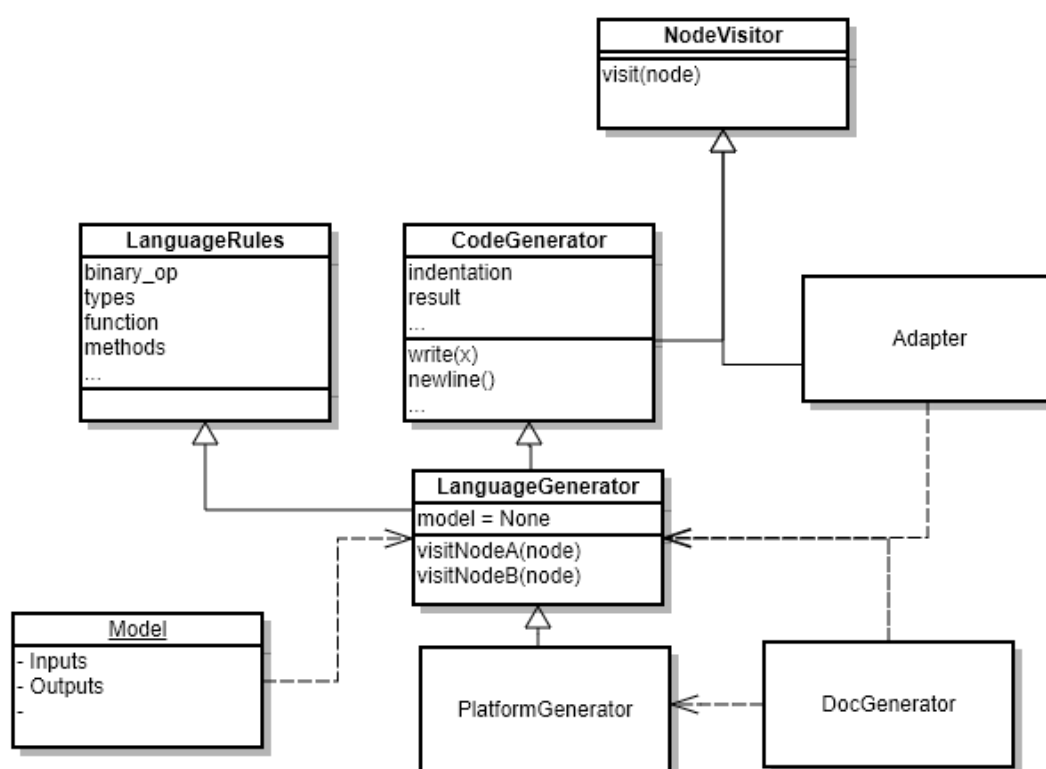 NodeVisitor
visit(node)
LanguageRules
binary_op
types
function
methods
...
CodeGenerator
indentation
result
...
write(x)
newline()
...
Adapter
LanguageGenerator
model = None
visitNodeA(node)
visitNodeB(node)
Model
- Inputs
- Outputs
-
PlatformGenerator
DocGenerator